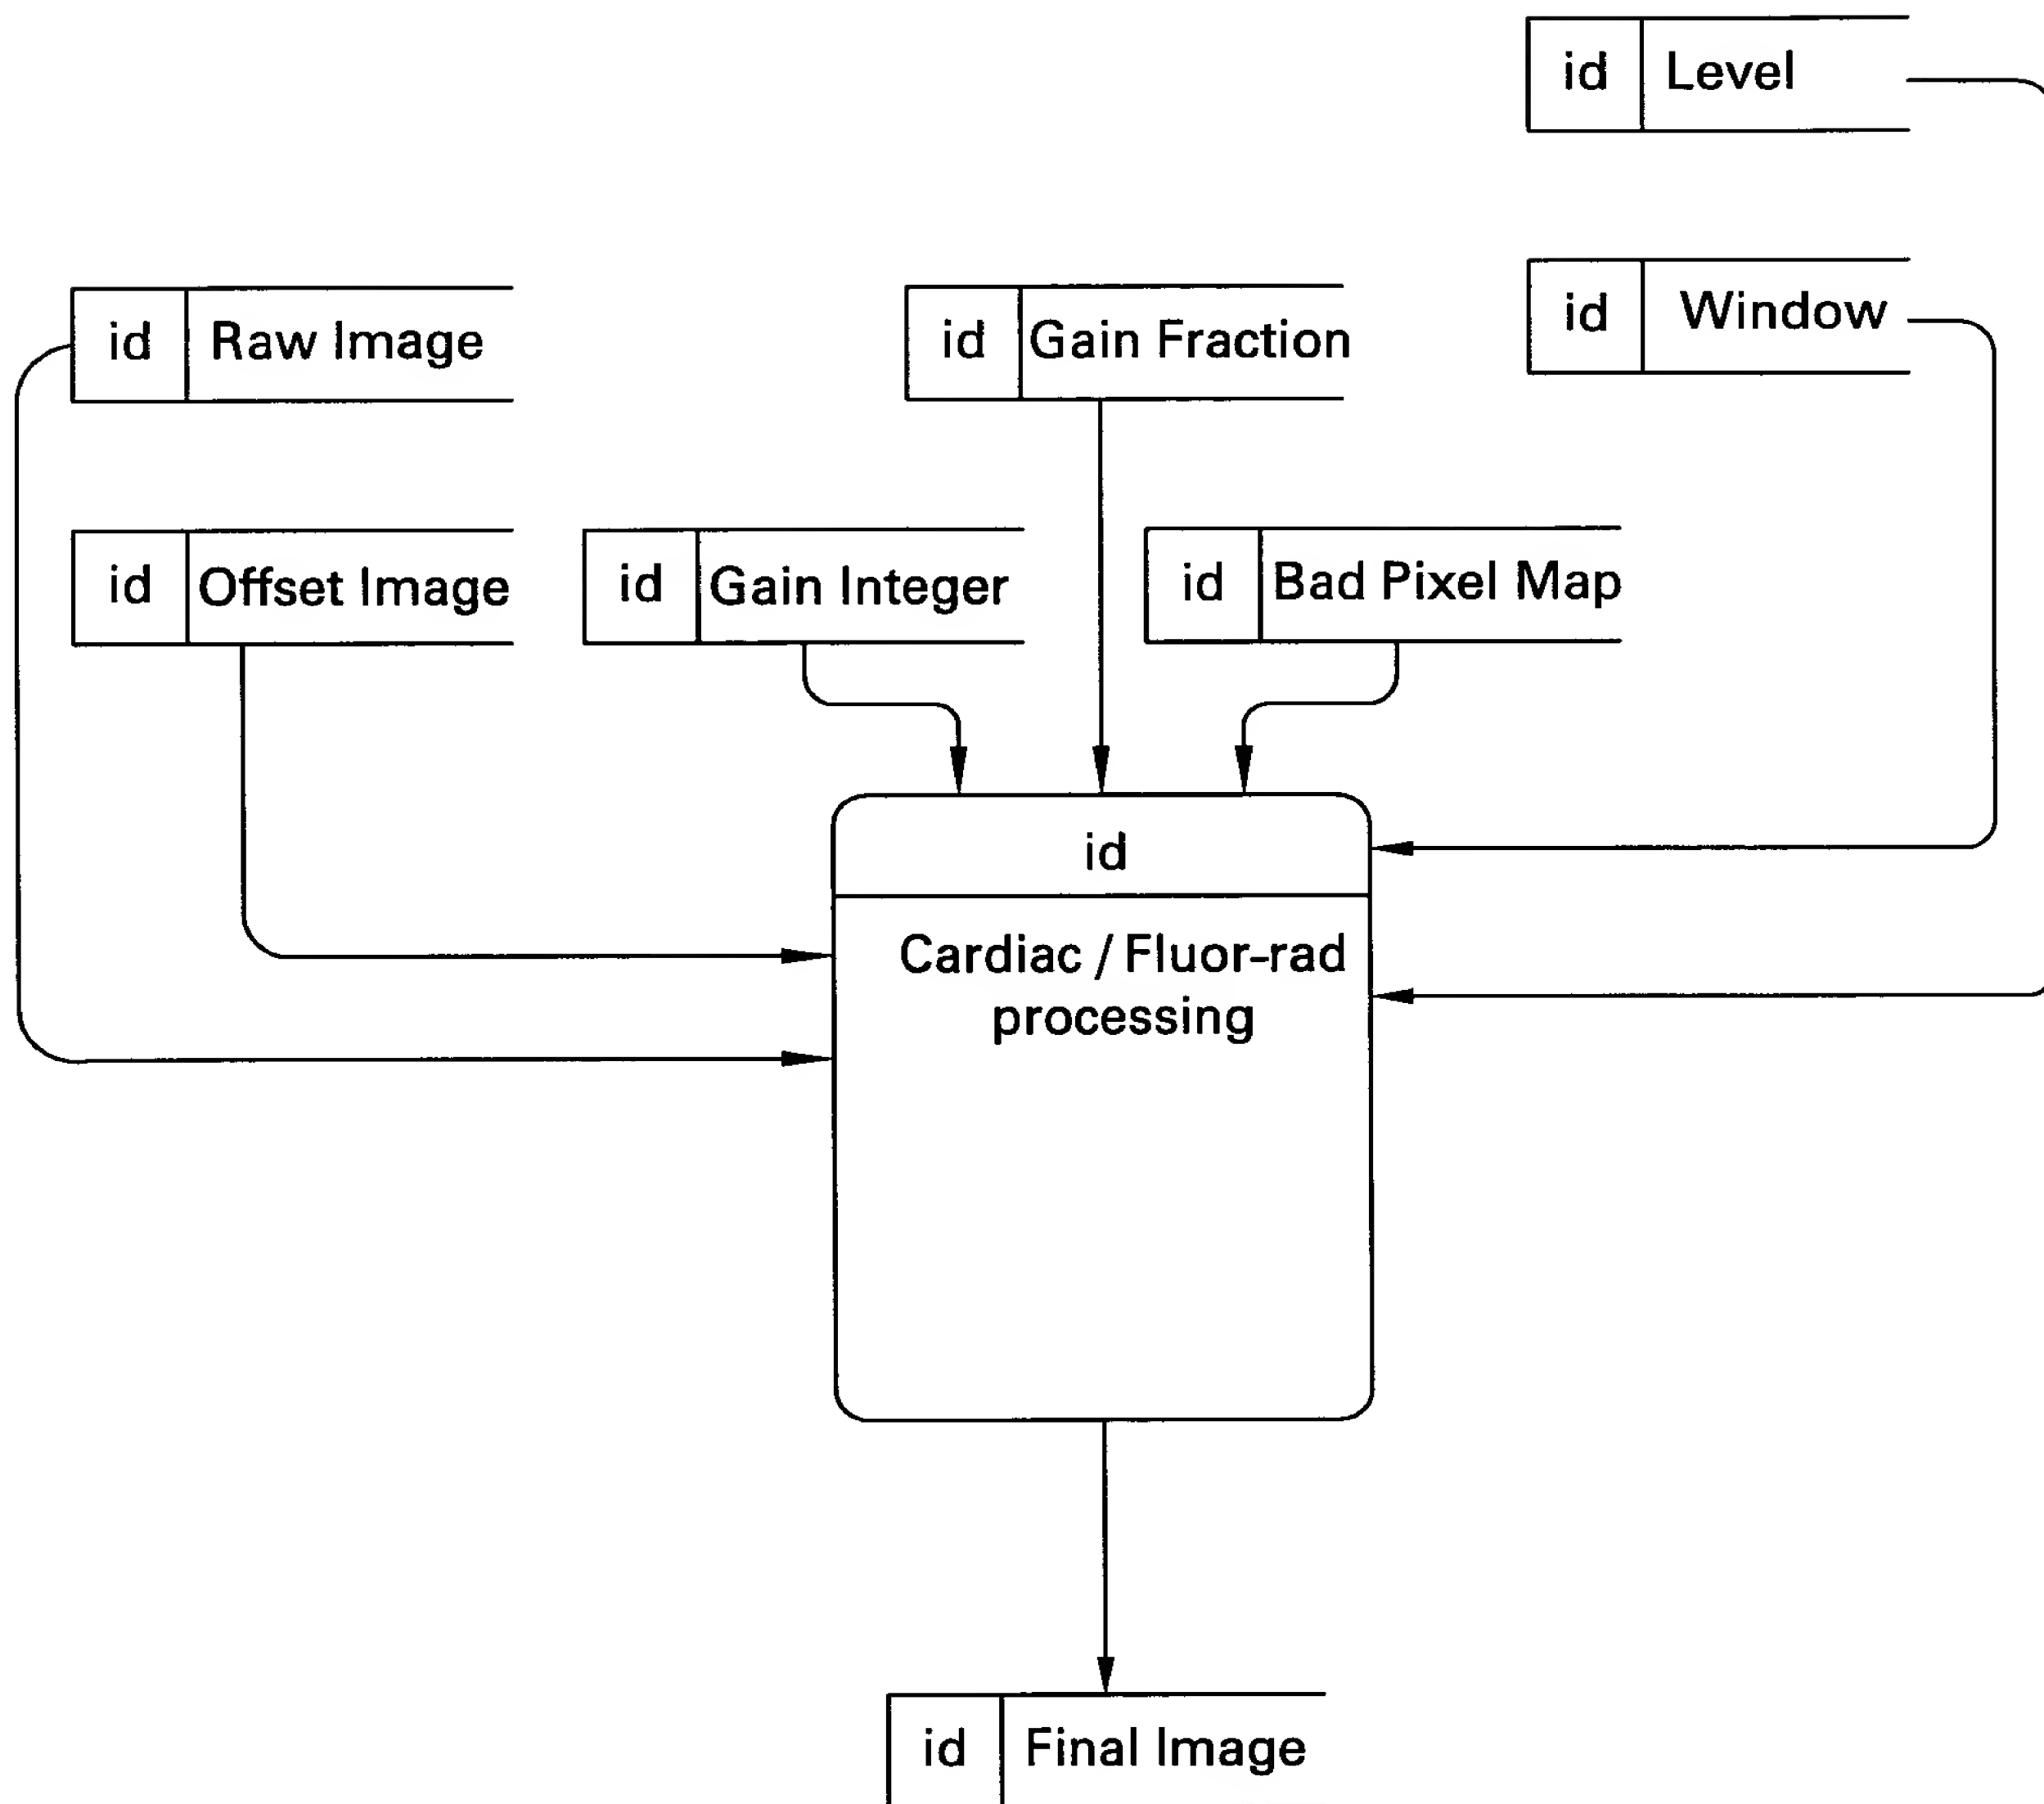 id Level
id Window
id Raw Image
id Gain Fraction
id Offset Image
id Gain Integer
id Bad Pixel Map
id
Cardiac / Fluor-rad
processing
id Final Image